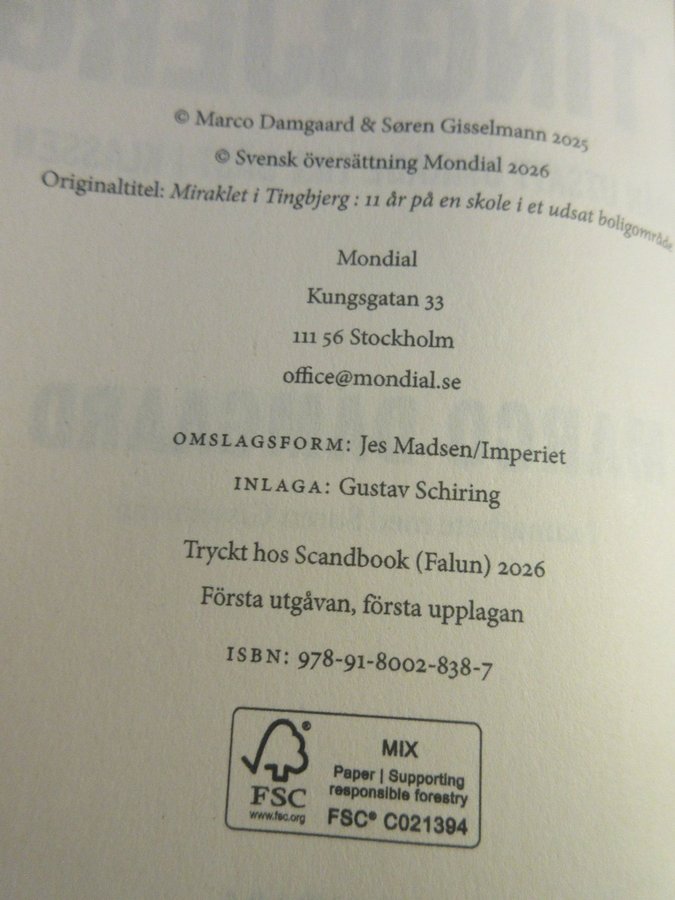 © Marco Damgaard & Søren Gisselmann 2025
© Svensk översättning Mondial 2026
Originaltitel: Miraklet i Tingbjerg : 11 år på en skole i et udsat boligområde
Mondial
Kungsgatan 33
111 56 Stockholm
office@mondial.se
OMSLAGSFORM: Jes Madsen/Imperiet
INLAGA: Gustav Schiring
Tryckt hos Scandbook (Falun) 2026
Första utgåvan, första upplagan
ISBN: 978-91-8002-838-7
FSC®
www.fsc.org
MIX
Paper | Supporting
responsible forestry
FSC® C021394